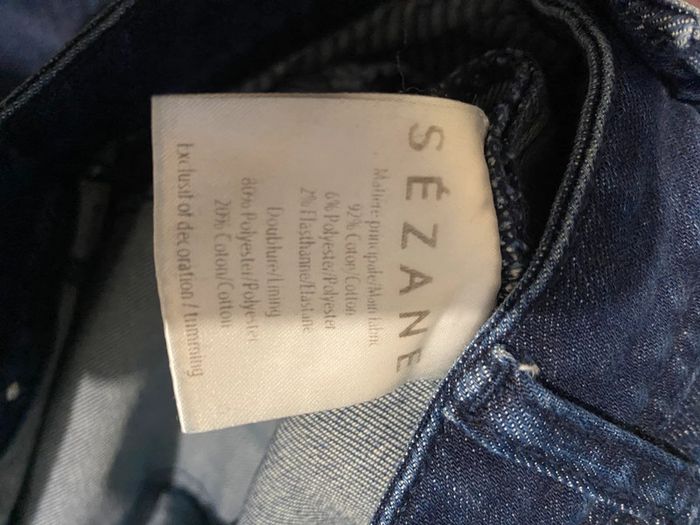 SÉZANE
Matière principale/Main fabric
92% Coton/Cotton
6% Polyester/Polyester
2% Elasthanne/Elastane
Doublure/Lining
80% Polyester/Polyester
20% Coton/Cotton
Exclusif of decoration / trimming